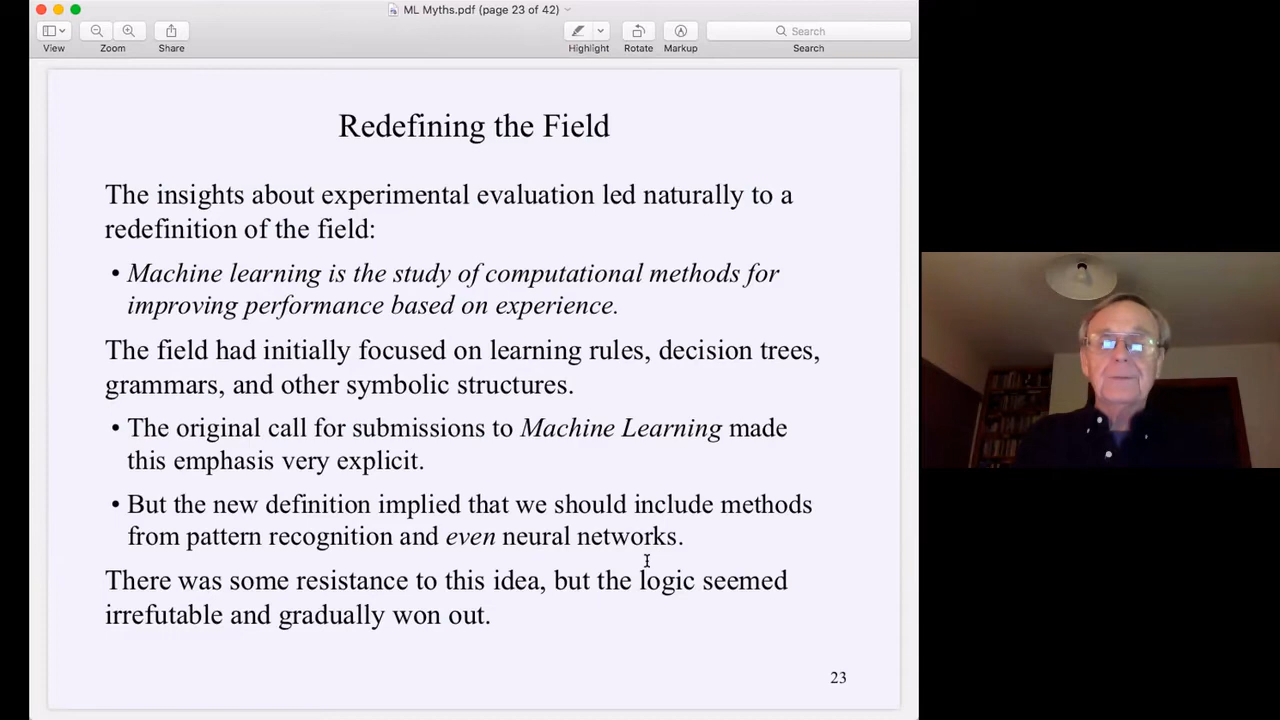 ML Myths.pdf (page 23 of 42)
View
Zoom
Share
Highlight
Rotate
Markup
Search
Search
Redefining the Field
The insights about experimental evaluation led naturally to a
redefinition of the field:
• Machine learning is the study of computational methods for
improving performance based on experience.
The field had initially focused on learning rules, decision trees,
grammars, and other symbolic structures.
• The original call for submissions to Machine Learning made
this emphasis very explicit.
• But the new definition implied that we should include methods
from pattern recognition and even neural networks.
There was some resistance to this idea, but the logic seemed
irrefutable and gradually won out.
23